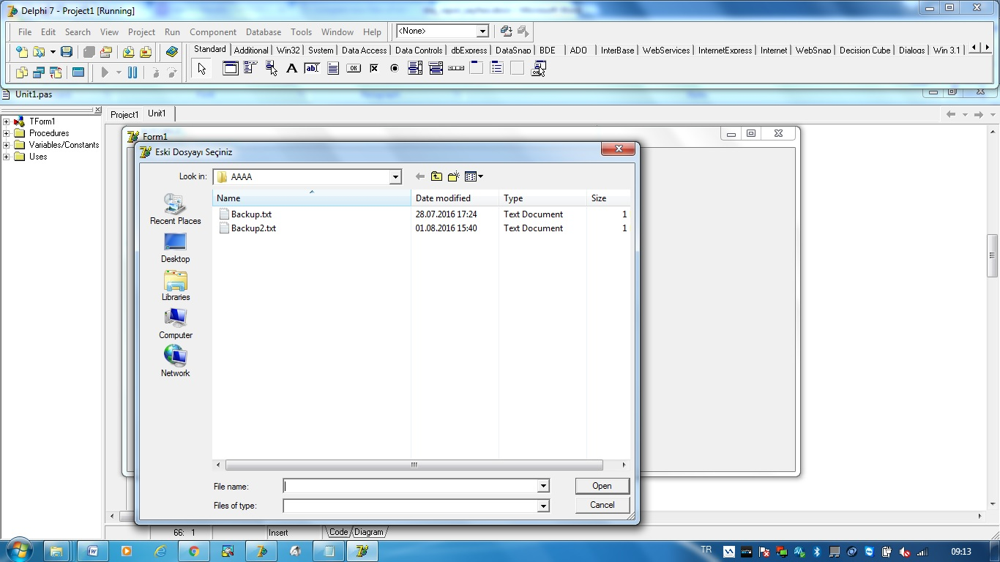 Delphi 7 - Project1 [Running]
File Edit Search View Project Run Component Database Tools Window Help <None>
Standard Additional Win32 System Data Access Data Controls dbExpress DataSnap BDE ADO InterBase WebServices InternetExpress Internet WebSnap Decision Cube Dialogs Win 3.1
Unit1.pas
Project1 Unit1
TForm1
Procedures
Variables/Constants
Uses
Form1
Eski Dosyayı Seçiniz
Look in: AAAA
Name Date modified Type Size
Backup.txt 28.07.2016 17:24 Text Document 1
Backup2.txt 01.08.2016 15:40 Text Document 1
Recent Places
Desktop
Libraries
Computer
Network
File name: Open
Files of type: Cancel
66: 1 Insert Code Diagram
TR 09:13